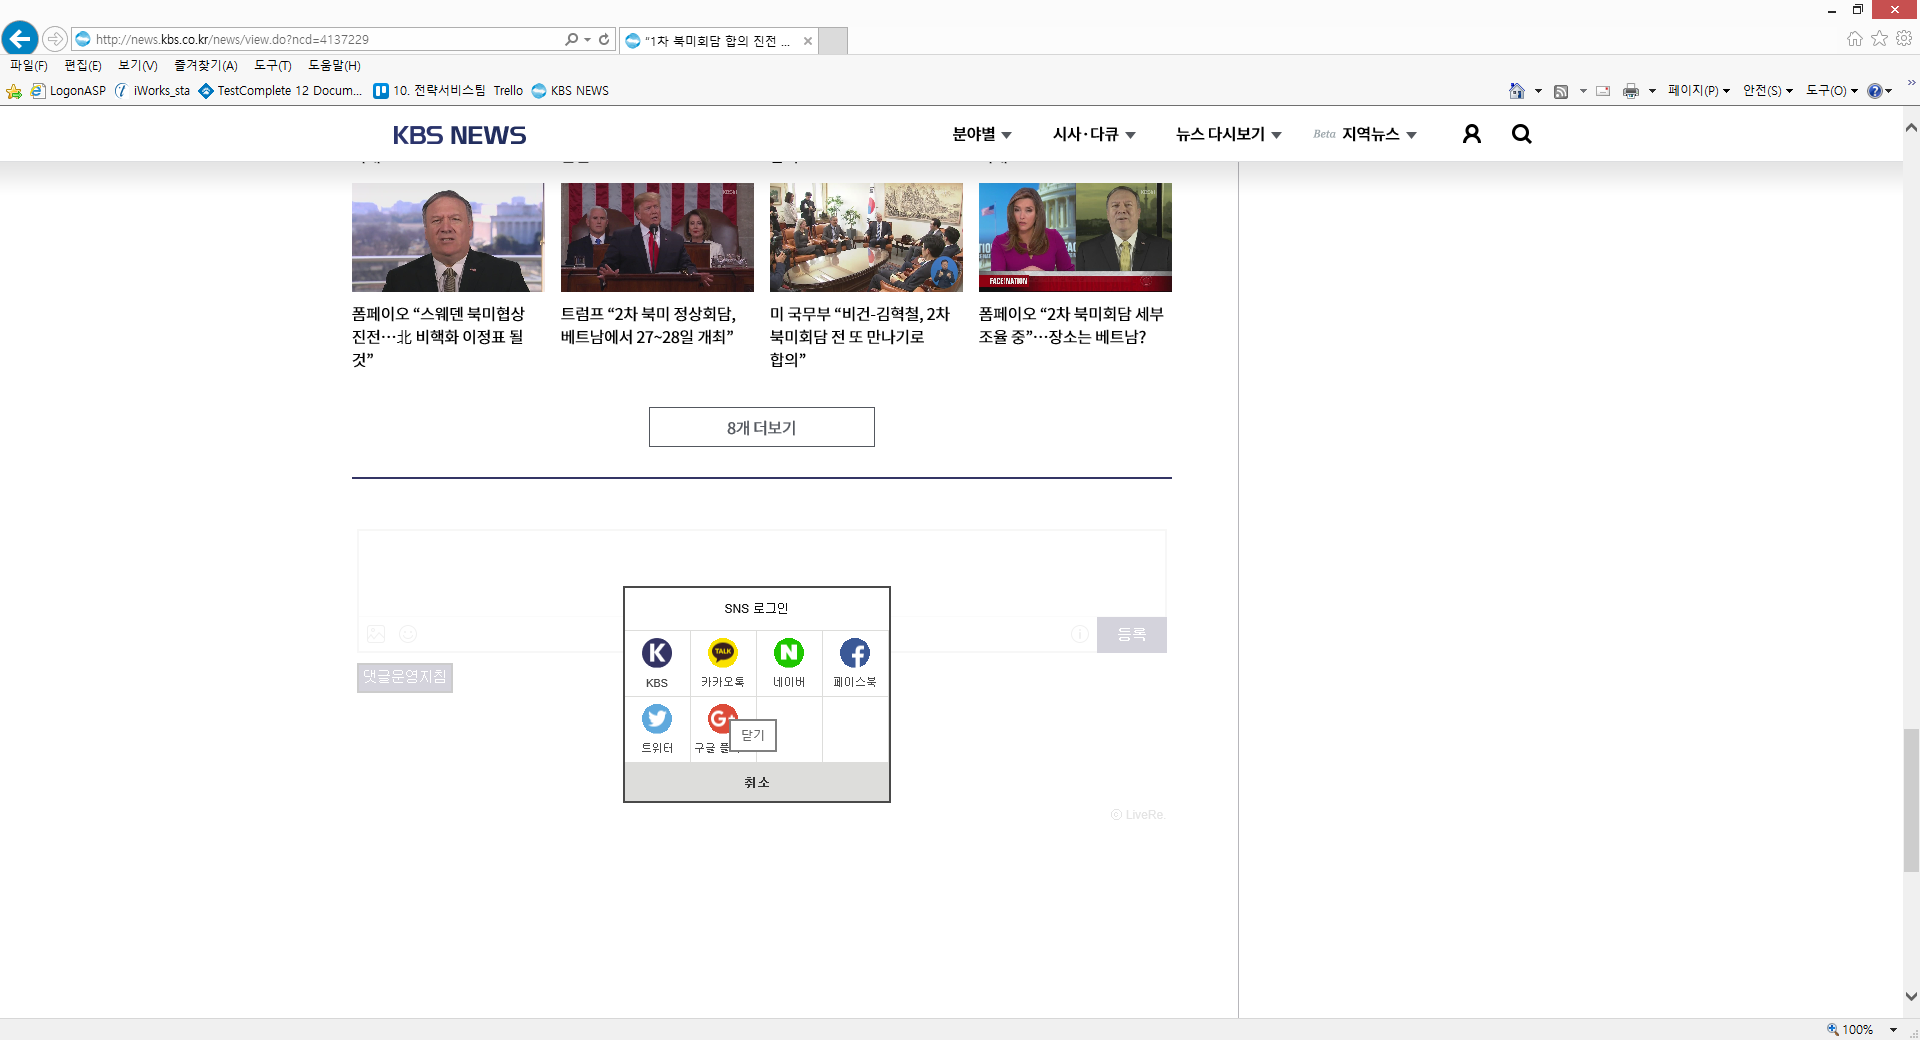 http://news.kbs.co.kr/news/view.do?ncd=4137229
“1차 북미회담 합의 진전 ...
파일(F) 편집(E) 보기(V) 즐겨찾기(A) 도구(T) 도움말(H)
LogonASP iWorks_sta TestComplete 12 Docum... 10. 전략서비스팀 Trello KBS NEWS
페이지(P) 안전(S) 도구(O)
KBS NEWS
분야별 시사·다큐 뉴스 다시보기 Beta 지역뉴스
폼페이오 “스웨덴 북미협상
진전…北 비핵화 이정표 될
것”
트럼프 “2차 북미 정상회담,
베트남에서 27~28일 개최”
미 국무부 “비건-김혁철, 2차
북미회담 전 또 만나기로
합의”
FACE NATION
폼페이오 “2차 북미회담 세부
조율 중”…장소는 베트남?
8개 더보기
등록
댓글문영지침
SNS 로그인
K TALK N f
KBS 카카오톡 네이버 페이스북
G+
트위터 구글 플
닫기
취소
LiveRe.
100%